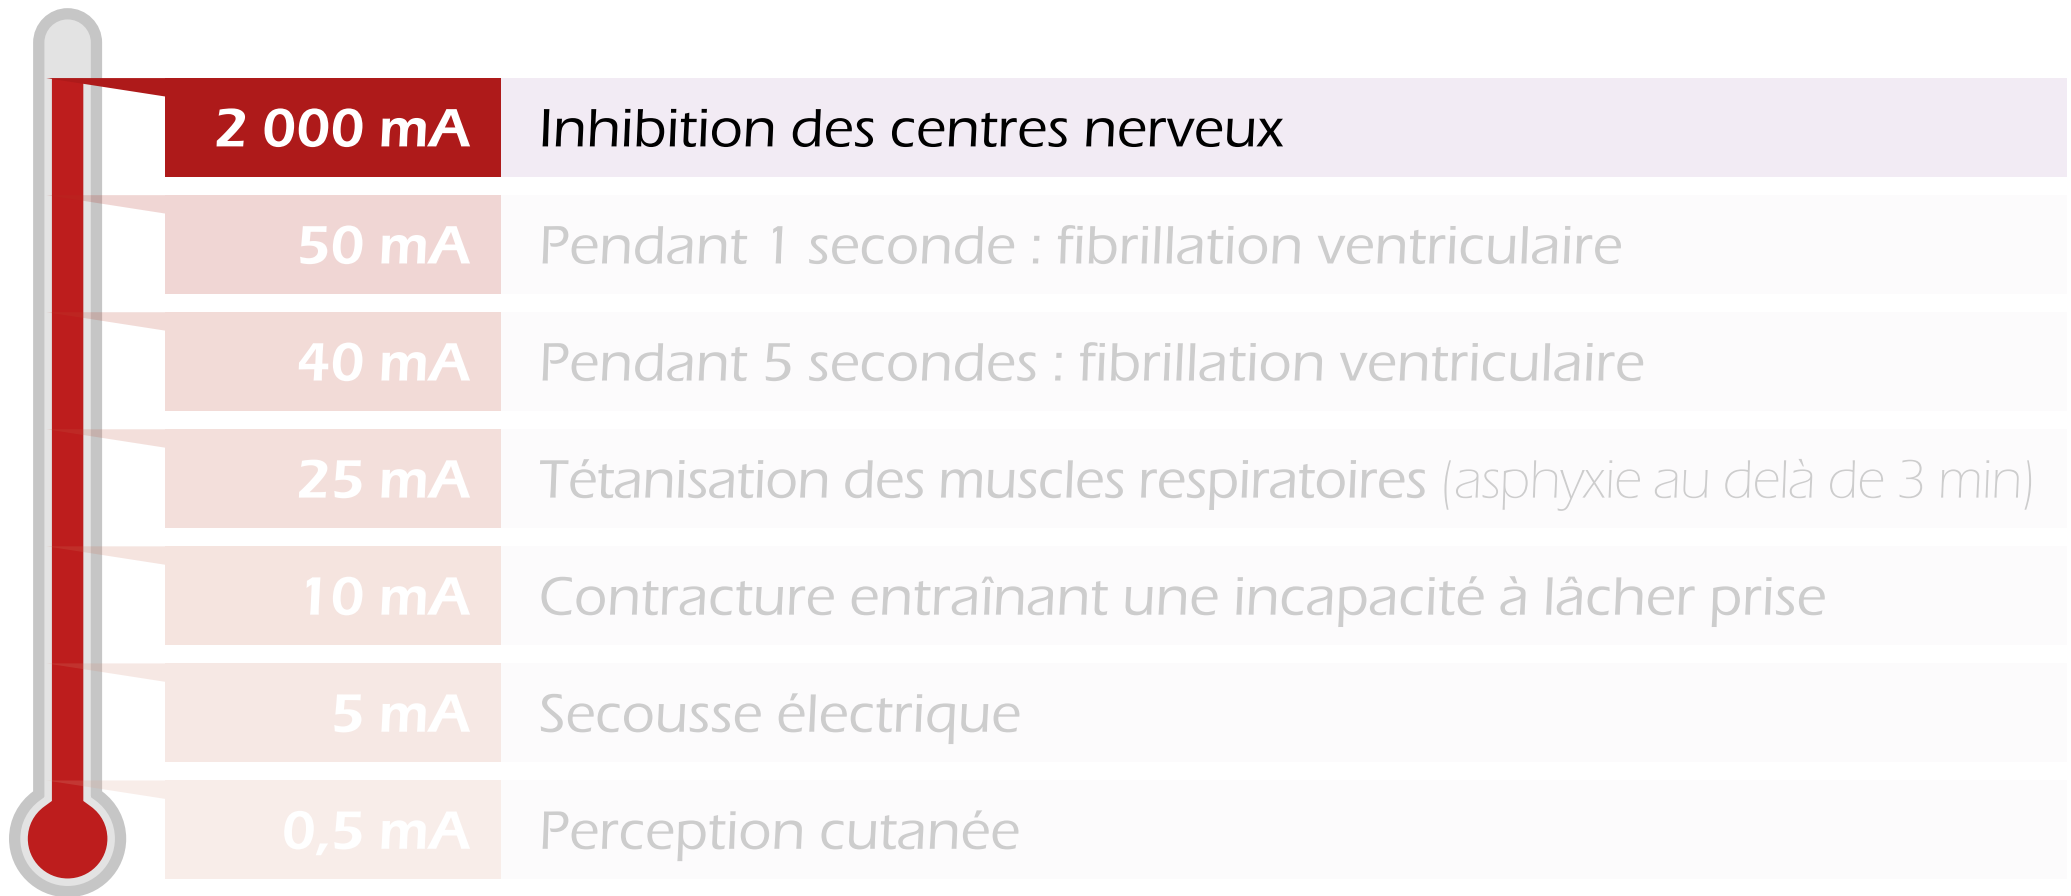 2 000 mA Inhibition des centres nerveux
50 mA Pendant 1 seconde : fibrillation ventriculaire
40 mA Pendant 5 secondes : fibrillation ventriculaire
25 mA Tétanisation des muscles respiratoires (asphyxie au delà de 3 min)
10 mA Contracture entraînant une incapacité à lâcher prise
5 mA Secousse électrique
0,5 mA Perception cutanée